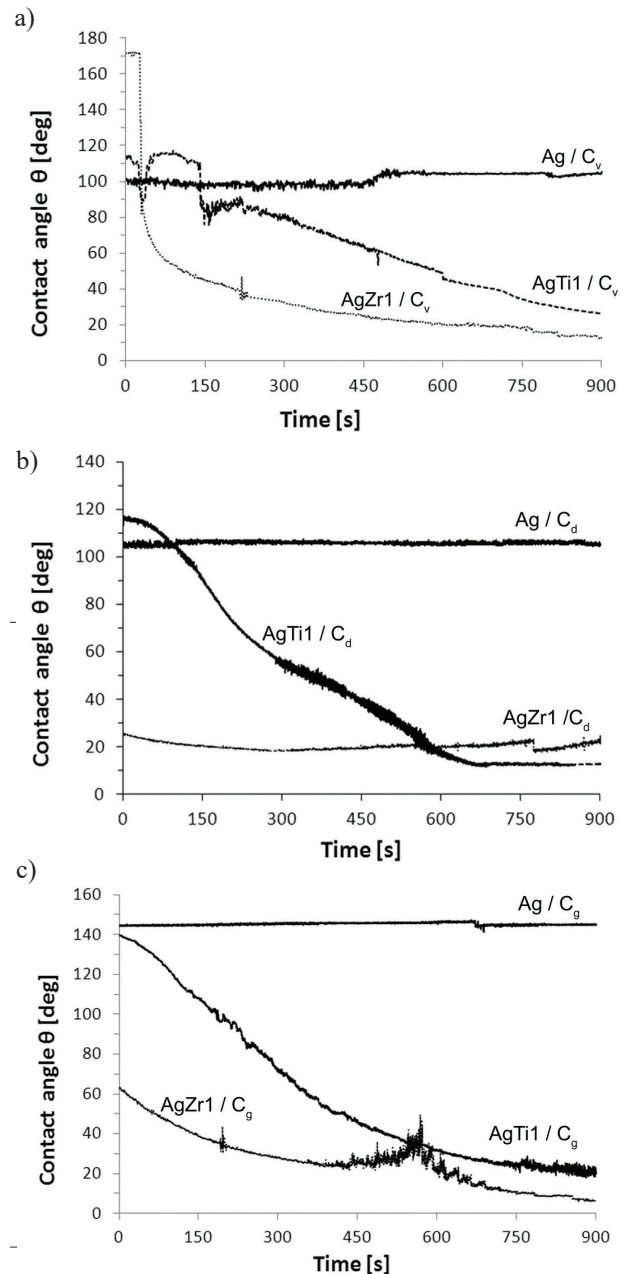 a)
180
160
140
120
100
80
60
40
20
0
Contact angle θ [deg]
Ag / Cv
AgTi1 / Cv
AgZr1 / Cv
0 150 300 450 600 750 900
Time [s]
b)
140
120
100
80
60
40
20
0
Contact angle θ [deg]
Ag / Cd
AgTi1 / Cd
AgZr1 /Cd
0 150 300 450 600 750 900
Time [s]
c)
160
140
120
100
80
60
40
20
0
Contact angle θ [deg]
Ag / Cg
AgZr1 / Cg
AgTi1 / Cg
0 150 300 450 600 750 900
Time [s]